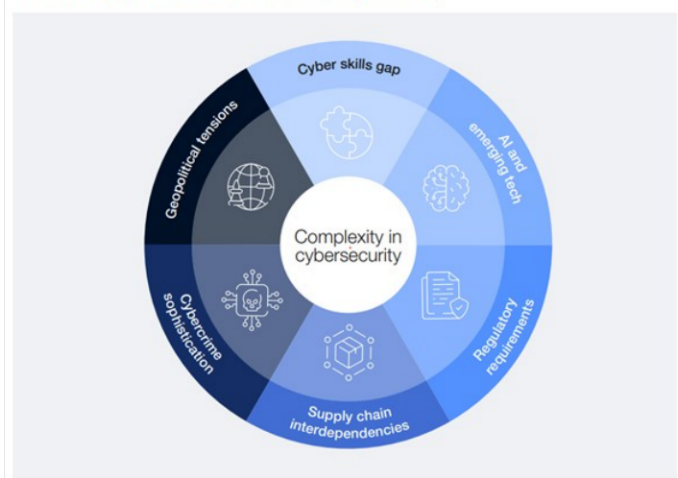 Cyber skills gap
AI and
emerging tech
Regulatory
requirements
Supply chain
interdependencies
Cybercrime
sophistication
Geopolitical tensions
Complexity in
cybersecurity